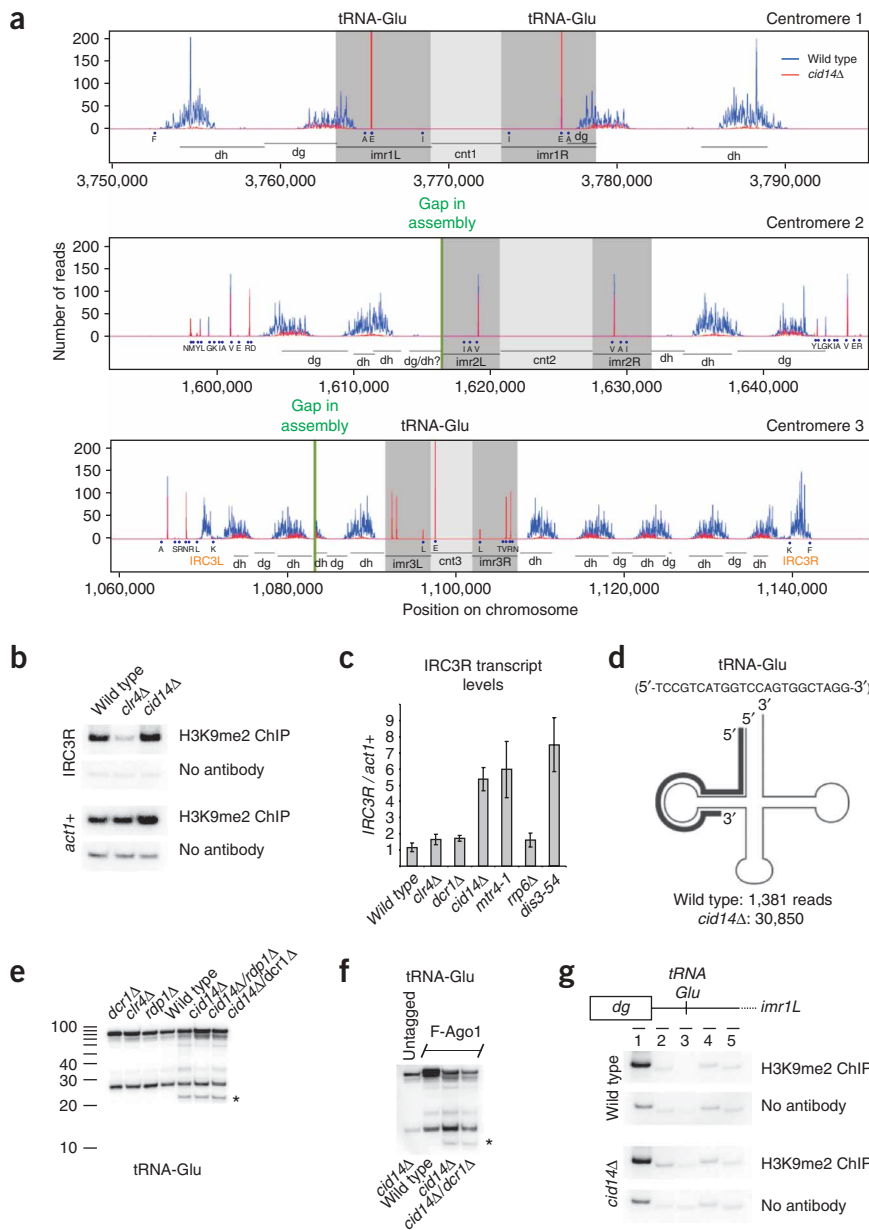 a
tRNA-Glu tRNA-Glu Centromere 1
Wild type
cid14Δ
200
150
100
50
0
F A E I I E A
dg
dh dg imr1L cnt1 imr1R dh
3,750,000 3,760,000 3,770,000 3,780,000 3,790,000
Gap in
assembly
Centromere 2
Number of reads
200
150
100
50
0
NMYLGKIA V E RD I A V V A I YLGKIA V ER
dg dh dh dg/dh? imr2L cnt2 imr2R dh dh dg
1,600,000 1,610,000 1,620,000 1,630,000 1,640,000
Gap in
assembly
tRNA-Glu Centromere 3
200
150
100
50
0
A SRNRL K L E L TVRN K F
IRC3L IRC3R
dh dg dh dg dh imr3L cnt3 imr3R dh dg dh dg dh dg dh dg dh
1,060,000 1,080,000 1,100,000 1,120,000 1,140,000
Position on chromosome
b
Wild type
clr4Δ
cid14Δ
IRC3R
H3K9me2 ChIP
No antibody
act1+
H3K9me2 ChIP
No antibody
c
IRC3R transcript
levels
IRC3R / act1+
9
8
7
6
5
4
3
2
1
Wild type
clr4Δ
dcr1Δ
cid14Δ
mtr4-1
rrp6Δ
dis3-54
d
tRNA-Glu
(5′-TCCGTCATGGTCCAGTGGCTAGG-3′)
3′
5′
3′
Wild type: 1,381 reads
cid14Δ: 30,850
e
dcr1Δ
clr4Δ
rdp1Δ
Wild type
cid14Δ
cid14Δ/rdp1Δ
cid14Δ/dcr1Δ
100
40
30
20
10
*
tRNA-Glu
f
tRNA-Glu
Untagged
F-Ago1
*
cid14Δ
Wild type
cid14Δ
cid14Δ/dcr1Δ
g
tRNA
Glu
dg imr1L
1 2 3 4 5
Wild type
H3K9me2 ChIP
No antibody
cid14Δ
H3K9me2 ChIP
No antibody